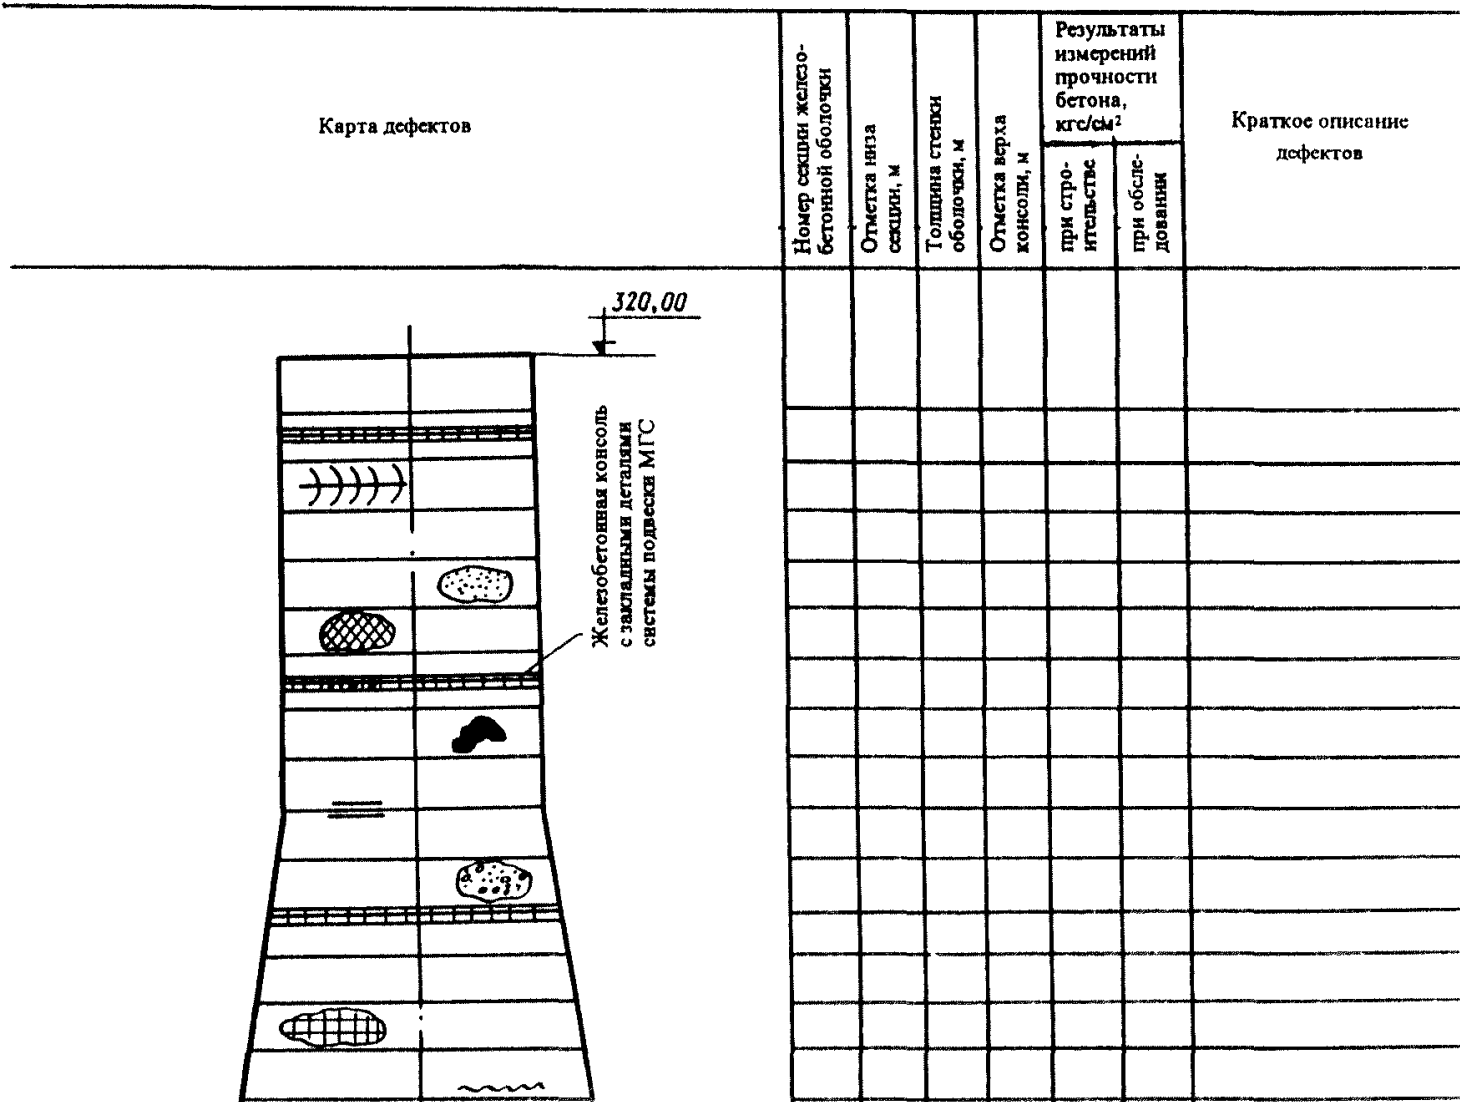 Карта дефектов
Номер секции железо-
бетонной оболочки
Отметка низа
секции, м
Толщина стенки
оболочки, м
Отметка верха
консоли, м
Результаты
измерений
прочности
бетона,
кгс/см²
при стро-
ительстве
при обсле-
довании
Краткое описание
дефектов
320,00
Железобетонная консоль
с закладными деталями
системы подвески МГС